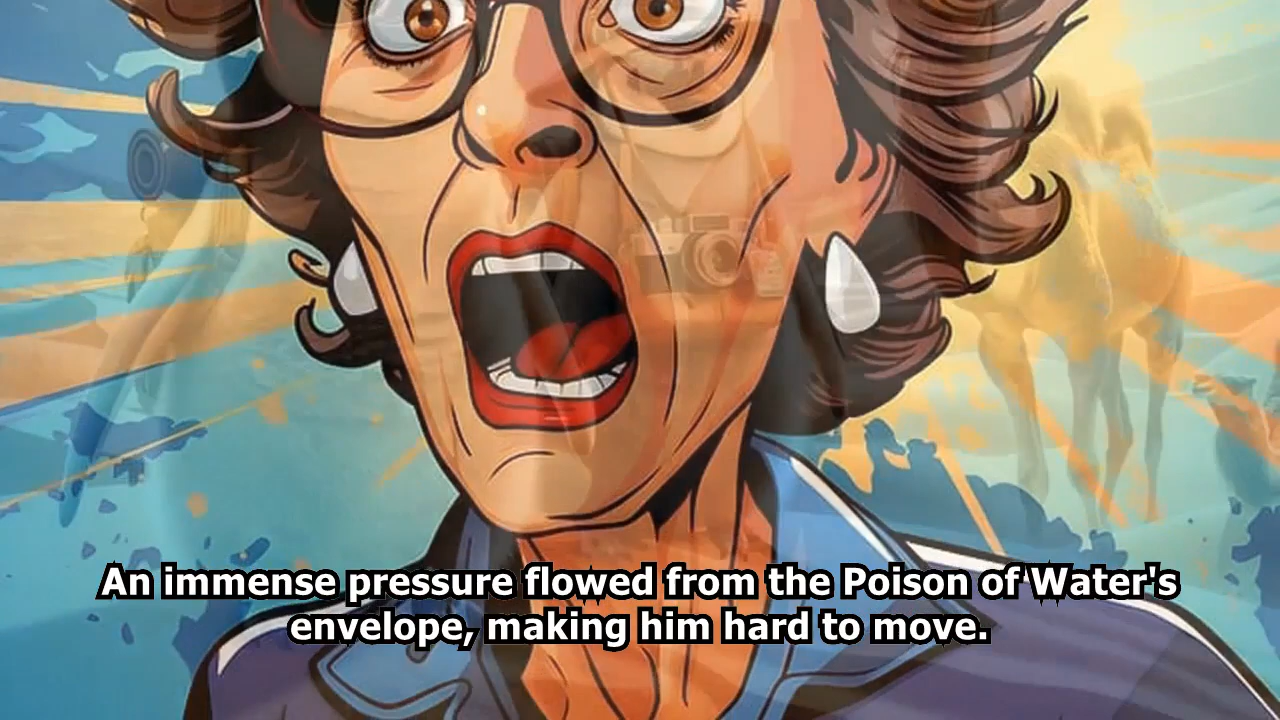 An immense pressure flowed from the Poison of Water's
envelope, making him hard to move.